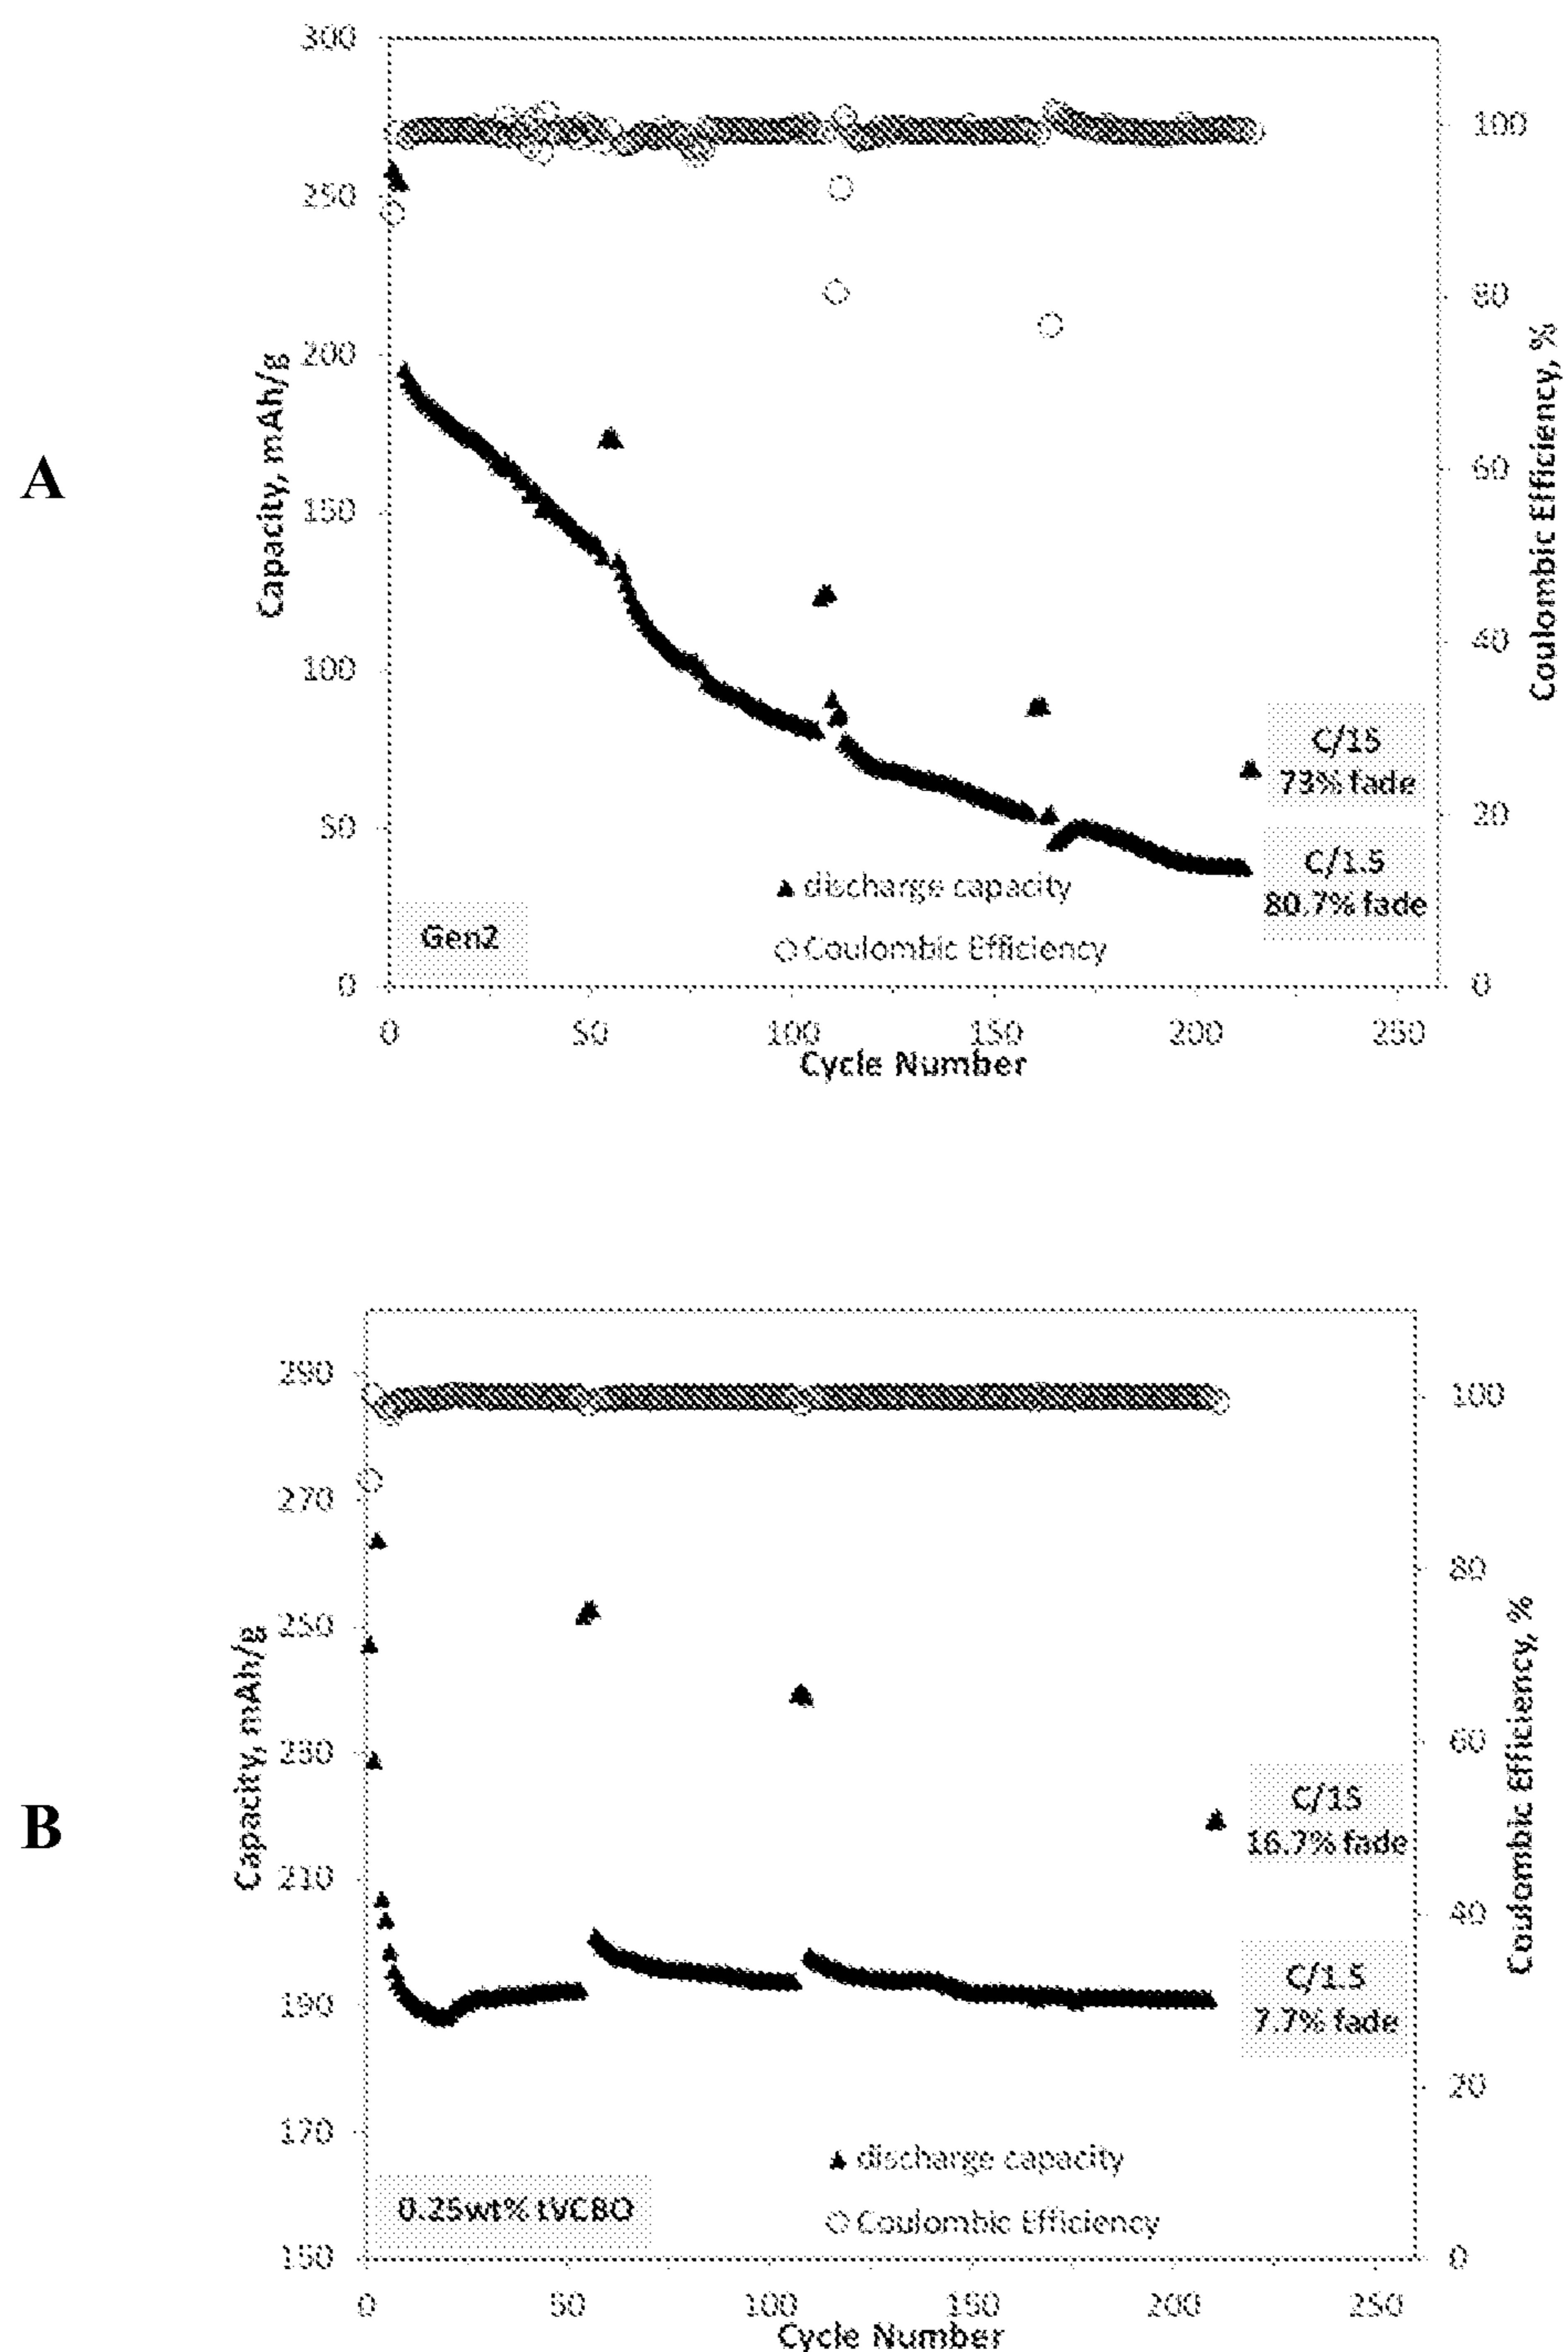 A
300
250
200
150
100
50
0
Capacity, mAh/g
100
80
60
40
20
0
Coulombic Efficiency, %
C/15
73% fade
C/1.5
80.7% fade
discharge capacity
Coulombic Efficiency
Gen2
0
50
100
150
200
250
Cycle Number
B
290
270
250
230
210
190
170
150
Capacity, mAh/g
100
80
60
40
20
0
Coulombic Efficiency, %
C/15
16.7% fade
C/1.5
7.7% fade
discharge capacity
Coulombic Efficiency
0.25wt% tVCBO
0
50
100
150
200
250
Cycle Number